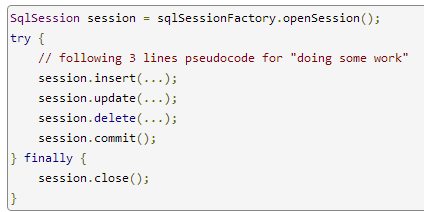 SqlSession session = sqlSessionFactory.openSession();
try {
    // following 3 lines pseudocode for "doing some work"
    session.insert(...);
    session.update(...);
    session.delete(...);
    session.commit();
} finally {
    session.close();
}